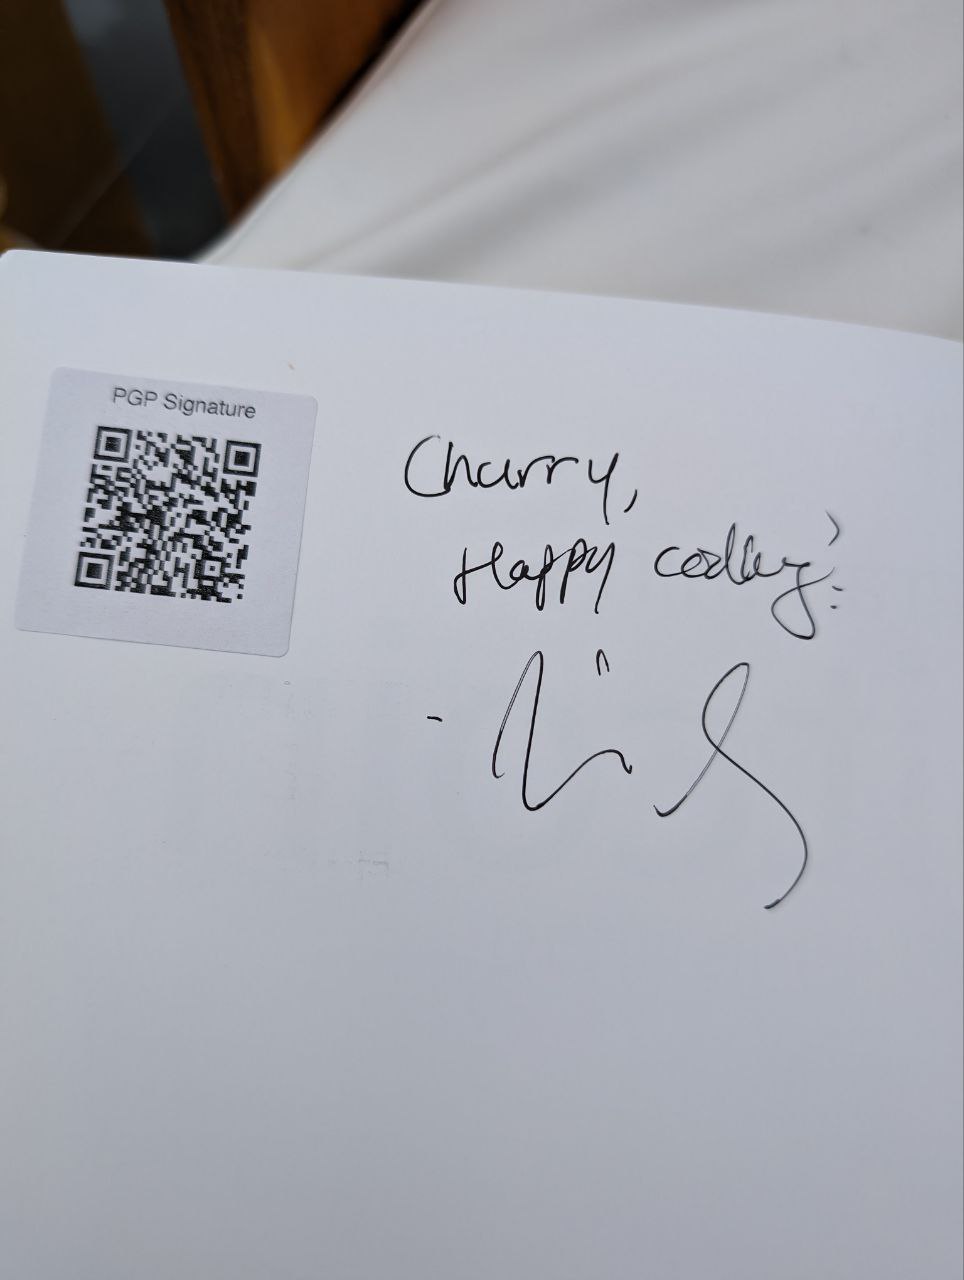 PGP Signature
Charry,
Happy coding!